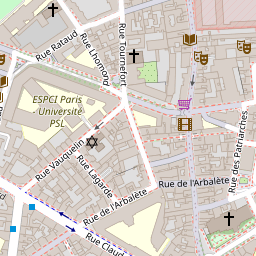 Rue Rataud
Rue Lhomond
Rue Tournefort
ESPCI Paris
- Université
PSL
Rue Vauquelin
Rue Lagarde
Rue de l'Arbalète
Rue de l'Arbalète
Rue des Patriarches
Rue Claud